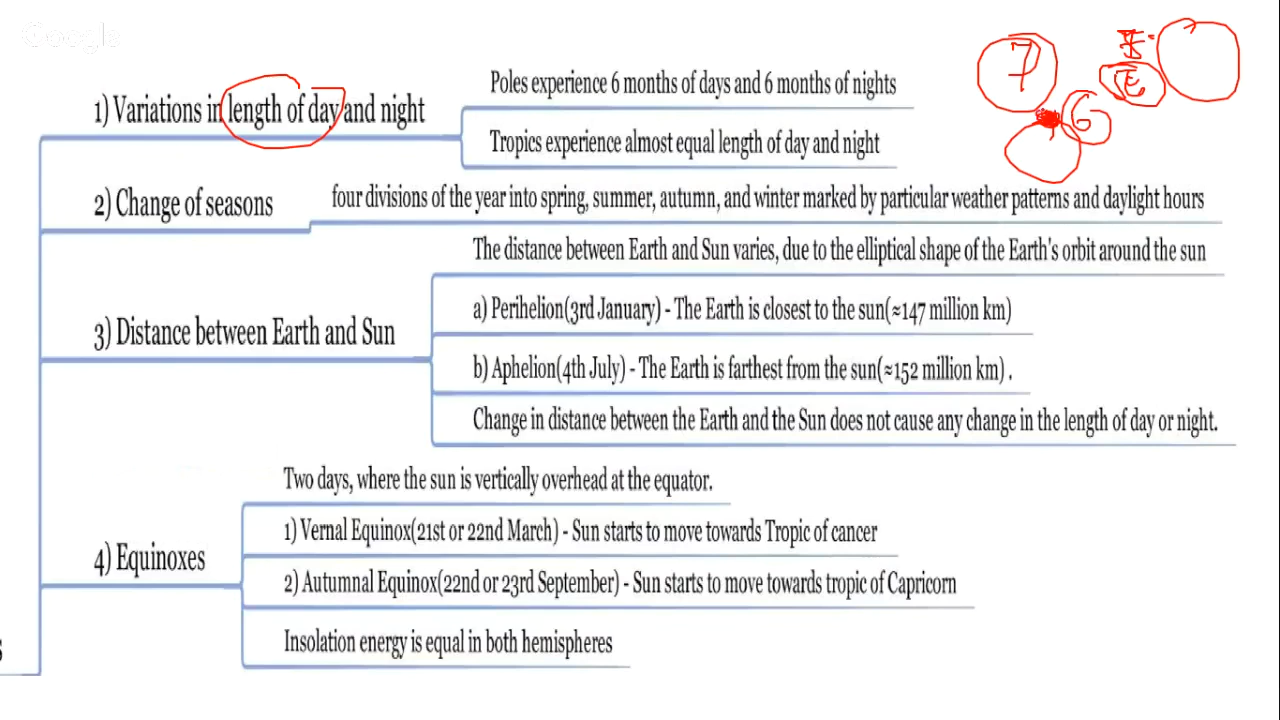 Google
Poles experience 6 months of days and 6 months of nights
1) Variations in length of day and night
Tropics experience almost equal length of day and night
2) Change of seasons
four divisions of the year into spring, summer, autumn, and winter marked by particular weather patterns and daylight hours
The distance between Earth and Sun varies, due to the elliptical shape of the Earth's orbit around the sun
3) Distance between Earth and Sun
a) Perihelion(3rd January) - The Earth is closest to the sun(≈147 million km)
b) Aphelion(4th July) - The Earth is farthest from the sun(≈152 million km) .
Change in distance between the Earth and the Sun does not cause any change in the length of day or night.
4) Equinoxes
Two days, where the sun is vertically overhead at the equator.
1) Vernal Equinox(21st or 22nd March) - Sun starts to move towards Tropic of cancer
2) Autumnal Equinox(22nd or 23rd September) - Sun starts to move towards tropic of Capricorn
Insolation energy is equal in both hemispheres
7
6